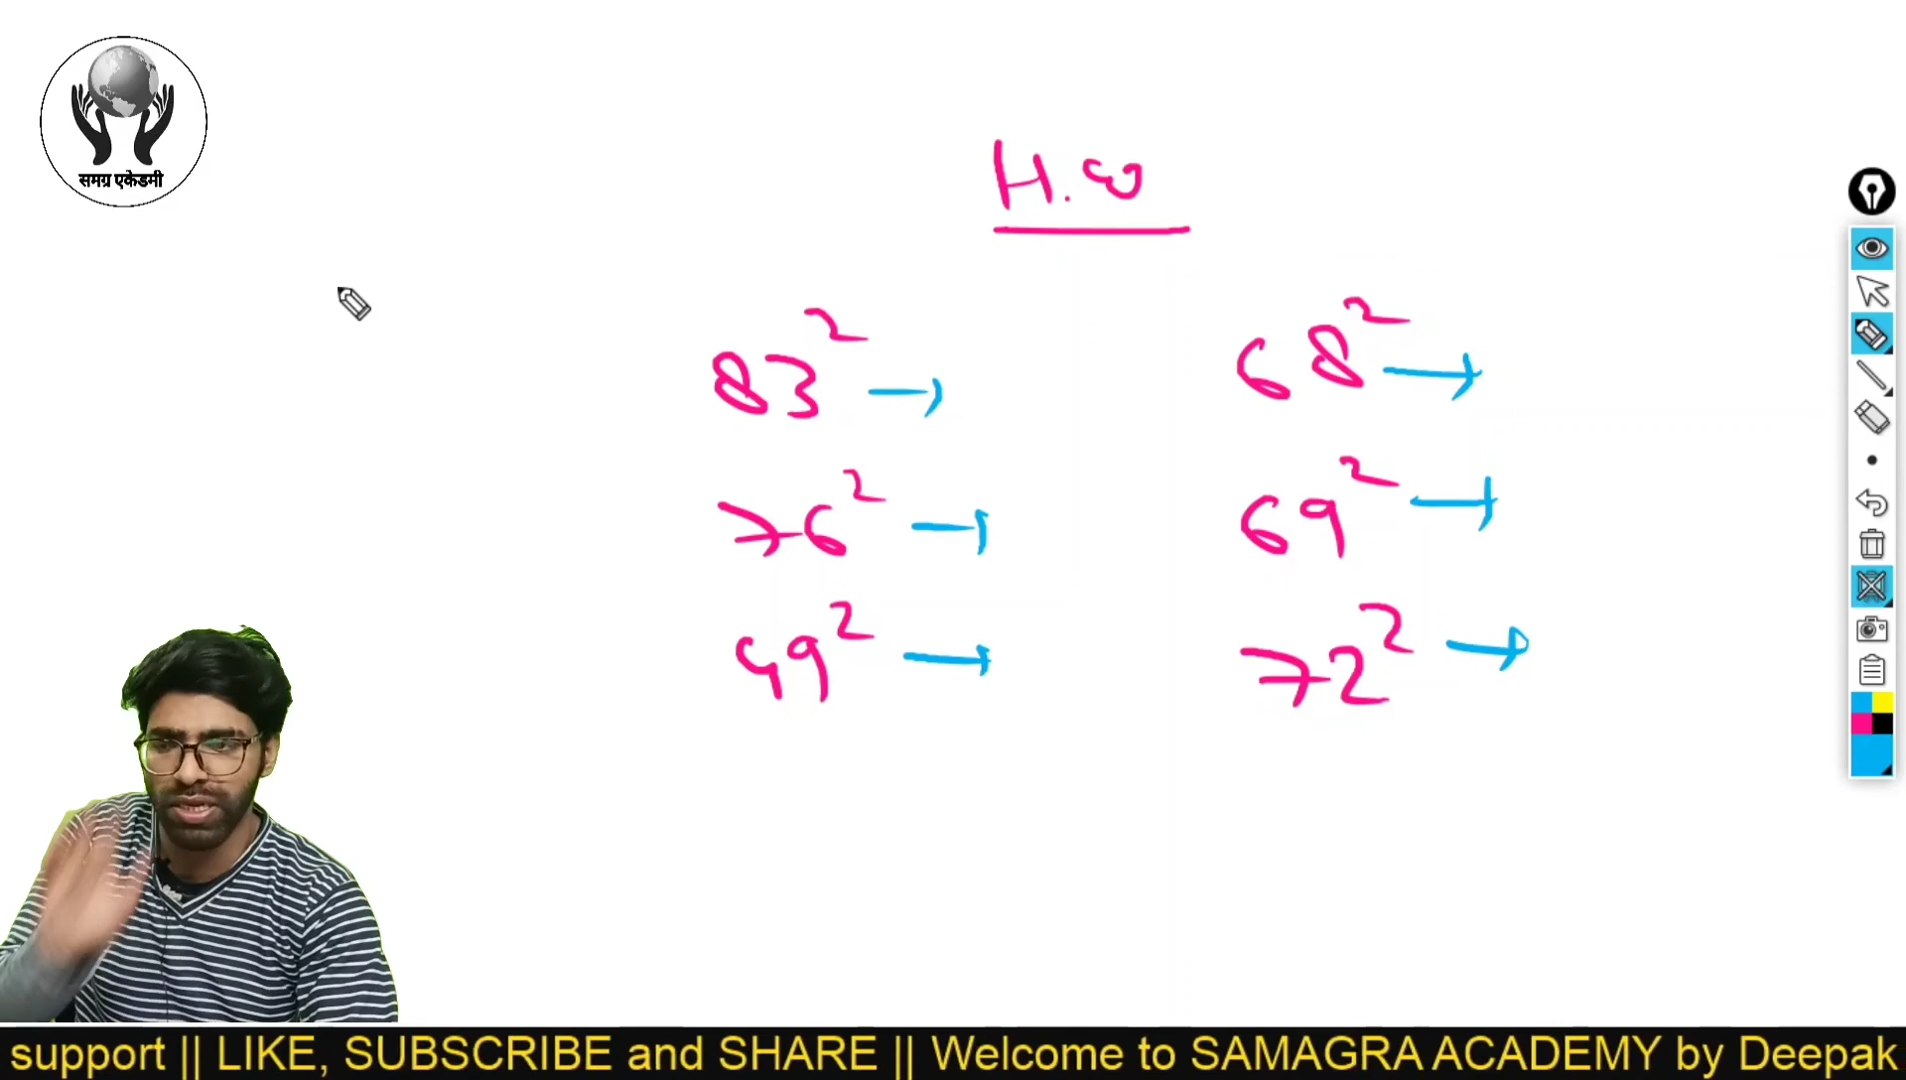 समग्र एकेडमी
H.W
83² →
68² →
76² →
69² →
49² →
72² →
support || LIKE, SUBSCRIBE and SHARE || Welcome to SAMAGRA ACADEMY by Deepak